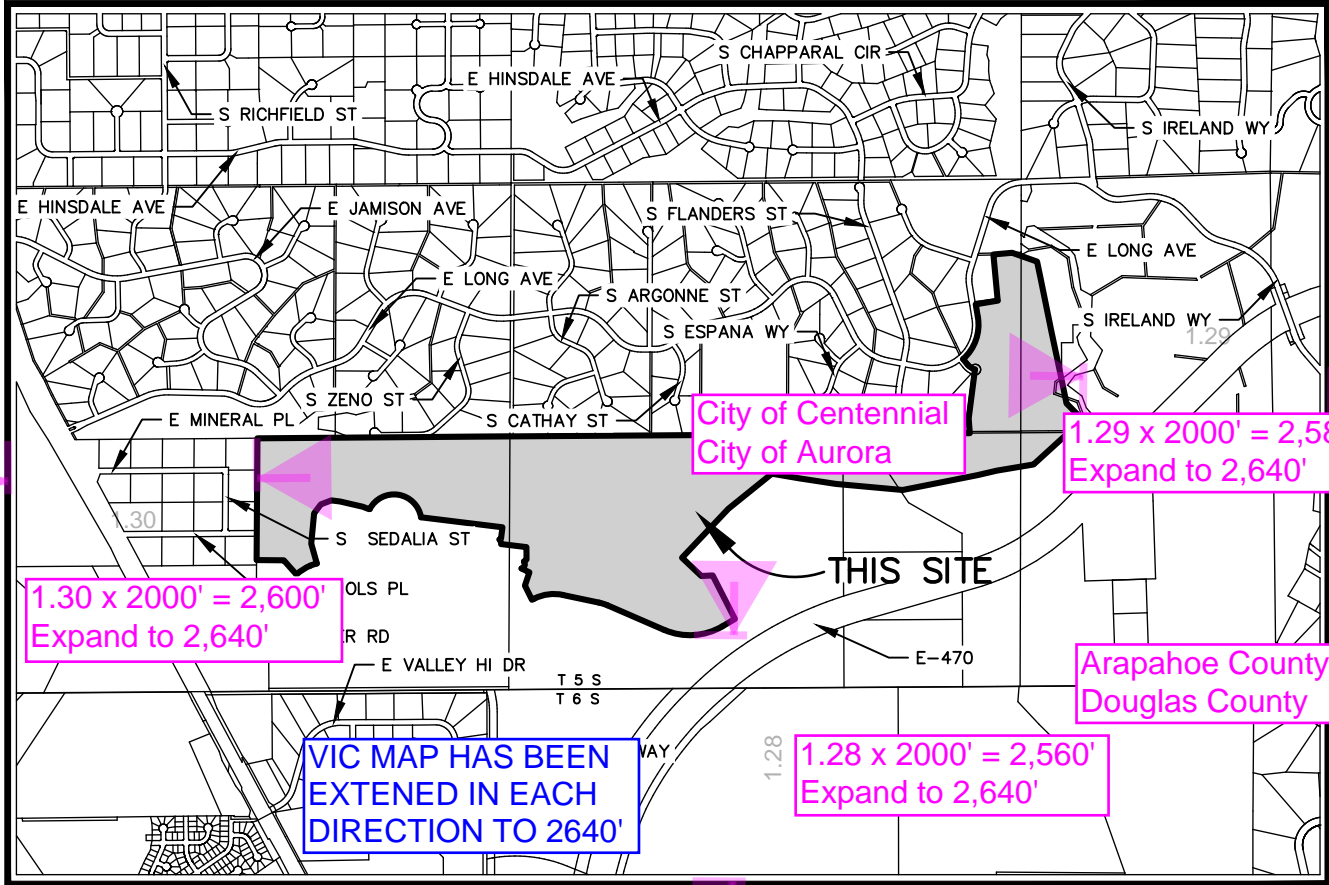 S CHAPPARAL CIR
E HINSDALE AVE
S RICHFIELD ST
S IRELAND WY
E HINSDALE AVE
E JAMISON AVE
S FLANDERS ST
E LONG AVE
E LONG AVE
S ARGONNE ST
S IRELAND WY
1.29
S ESPANA WY
S ZENO ST
E MINERAL PL
S CATHAY ST
City of Centennial
City of Aurora
1.29 x 2000' = 2,58
Expand to 2,640'
1.30
S SEDALIA ST
THIS SITE
1.30 x 2000' = 2,600'
Expand to 2,640'
OLS PL
ER RD
E VALLEY HI DR
E-470
T 5 S
T 6 S
Arapahoe County
Douglas County
VIC MAP HAS BEEN
EXTENED IN EACH
DIRECTION TO 2640'
WAY
1.28
1.28 x 2000' = 2,560'
Expand to 2,640'